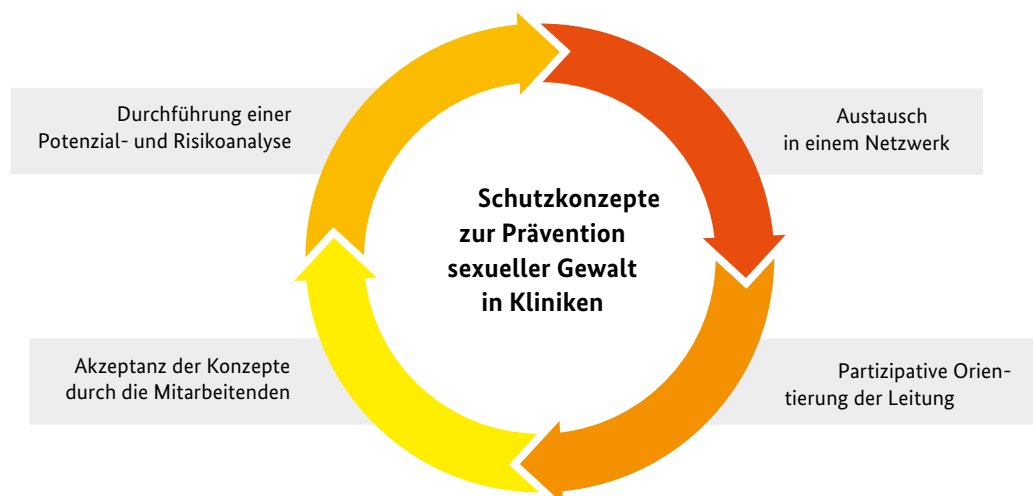 Durchführung einer
Potenzial- und Risikoanalyse
Austausch
in einem Netzwerk
Schutzkonzepte
zur Prävention
sexueller Gewalt
in Kliniken
Akzeptanz der Konzepte
durch die Mitarbeitenden
Partizipative Orien-
tierung der Leitung